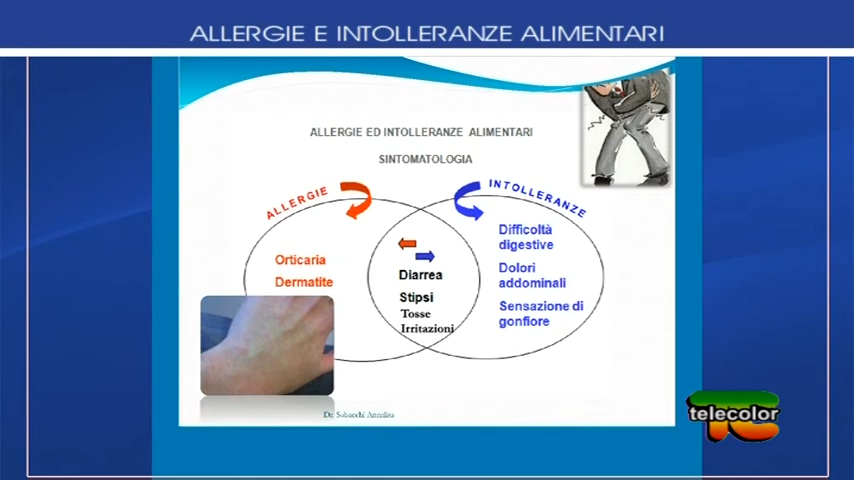 ALLERGIE E INTOLLERANZE ALIMENTARI
ALLERGIE ED INTOLLERANZE ALIMENTARI
SINTOMATOLOGIA
ALLERGIE
INTOLLERANZE
Orticaria
Dermatite
Diarrea
Stipsi
Tosse
Irritazioni
Difficoltà
digestive
Dolori
addominali
Sensazione di
gonfiore
telecolor